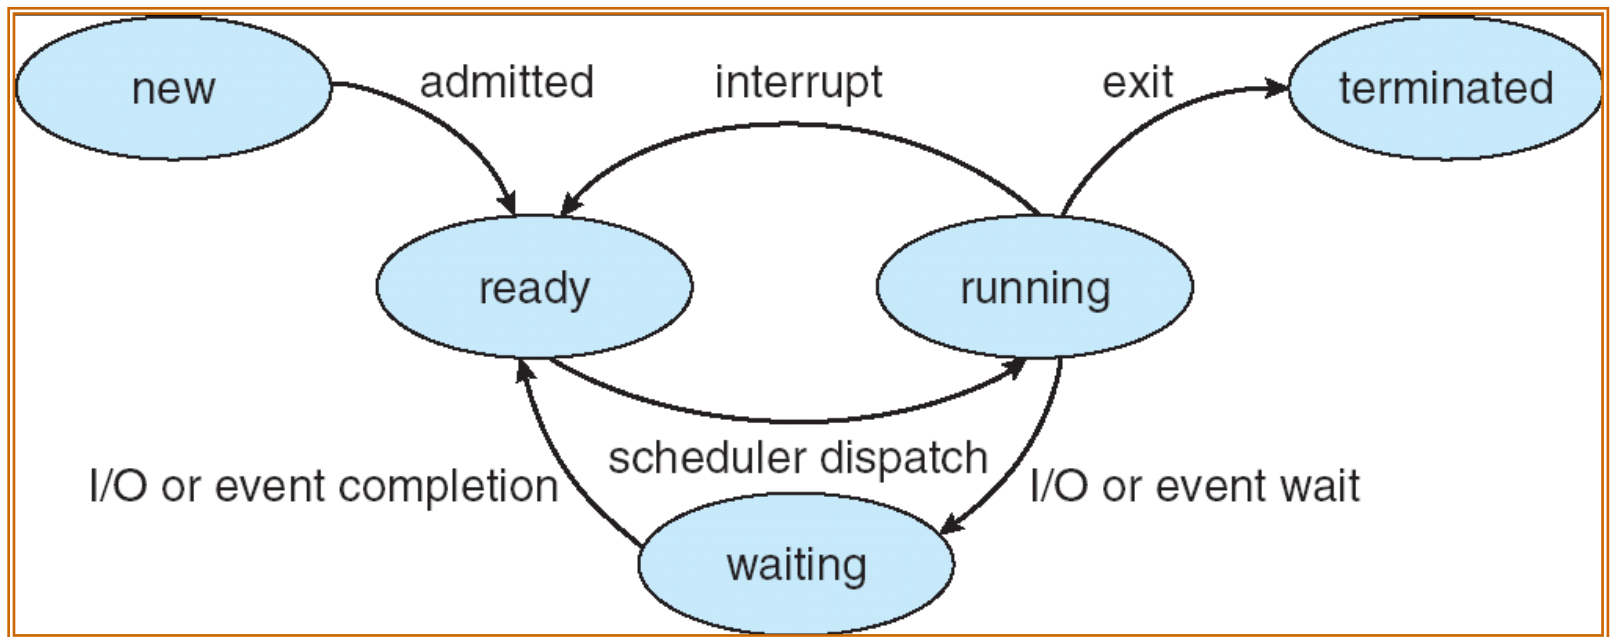 new
admitted
interrupt
exit
terminated
ready
running
scheduler dispatch
I/O or event completion
I/O or event wait
waiting